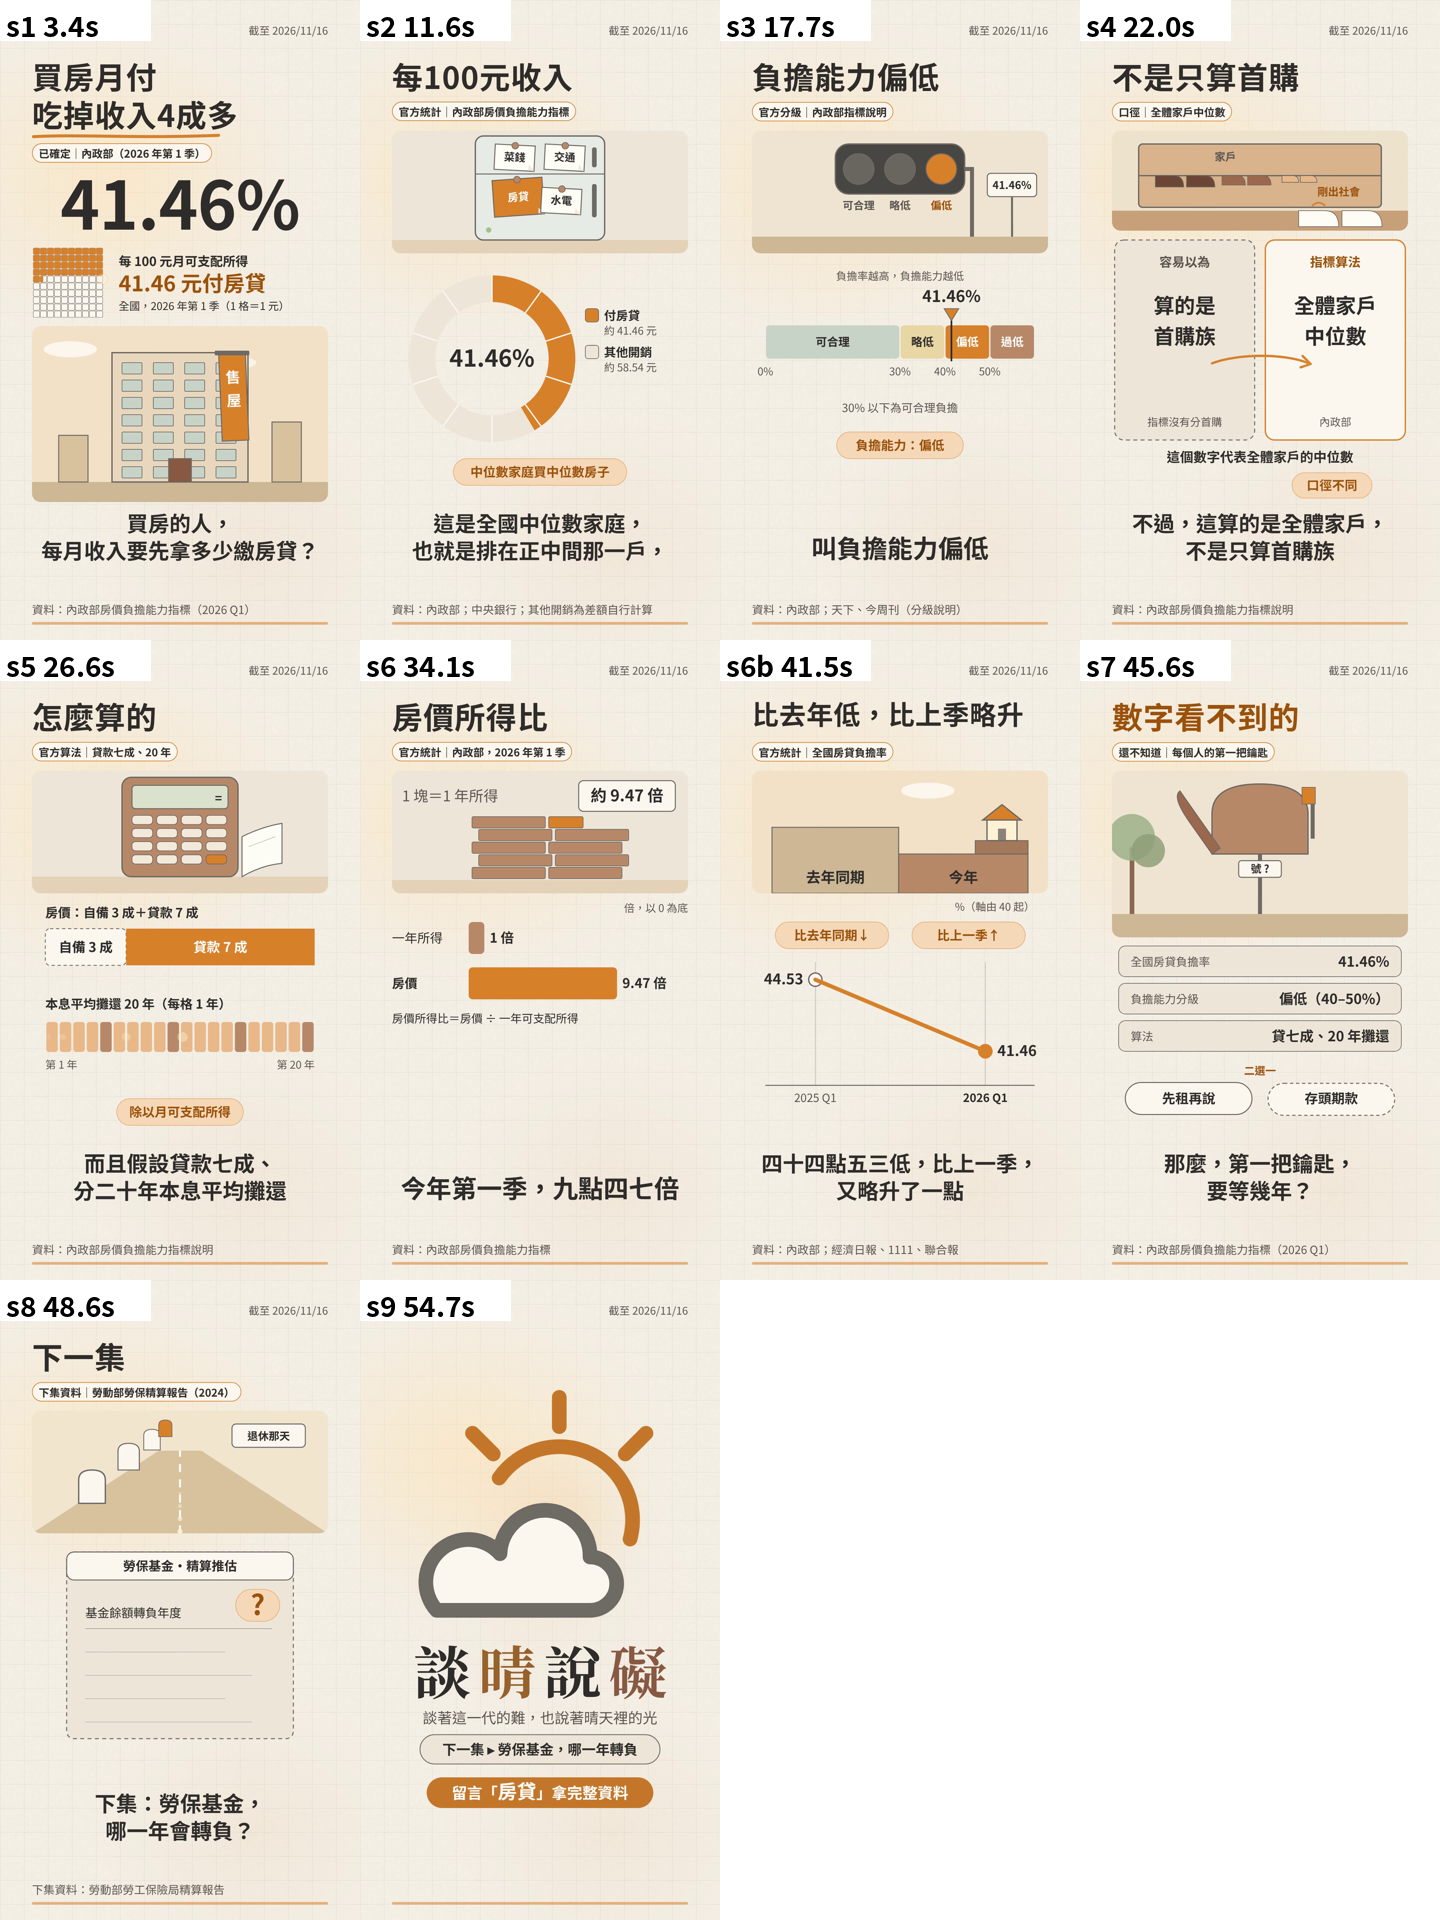 s1 3.4s
截至 2026/11/16
買房月付
吃掉收入4成多
已確定｜內政部（2026 年第 1 季）
41.46%
每 100 元月可支配所得
41.46 元付房貸
全國，2026 年第 1 季（1 格＝1 元）
售
屋
買房的人，
每月收入要先拿多少繳房貸？
資料：內政部房價負擔能力指標（2026 Q1）
s2 11.6s
截至 2026/11/16
每100元收入
官方統計｜內政部房價負擔能力指標
菜錢
交通
房貸
水電
41.46%
付房貸
約 41.46 元
其他開銷
約 58.54 元
中位數家庭買中位數房子
這是全國中位數家庭，
也就是排在正中間那一戶，
資料：內政部；中央銀行；其他開銷為差額自行計算
s3 17.7s
截至 2026/11/16
負擔能力偏低
官方分級｜內政部指標說明
可合理
略低
偏低
41.46%
負擔率越高，負擔能力越低
41.46%
可合理
略低
偏低
過低
0%
30%
40%
50%
30% 以下為可合理負擔
負擔能力：偏低
叫負擔能力偏低
資料：內政部；天下、今周刊（分級說明）
s4 22.0s
截至 2026/11/16
不是只算首購
口徑｜全體家戶中位數
家戶
剛出社會
容易以為
算的是
首購族
指標沒有分首購
指標算法
全體家戶
中位數
內政部
這個數字代表全體家戶的中位數
口徑不同
不過，這算的是全體家戶，
不是只算首購族
資料：內政部房價負擔能力指標說明
s5 26.6s
截至 2026/11/16
怎麼算的
官方算法｜貸款七成、20 年
=
房價：自備 3 成＋貸款 7 成
自備 3 成
貸款 7 成
本息平均攤還 20 年（每格 1 年）
第 1 年
第 20 年
除以月可支配所得
而且假設貸款七成、
分二十年本息平均攤還
資料：內政部房價負擔能力指標說明
s6 34.1s
截至 2026/11/16
房價所得比
官方統計｜內政部，2026 年第 1 季
1 塊＝1 年所得
約 9.47 倍
倍，以 0 為底
一年所得
1 倍
房價
9.47 倍
房價所得比＝房價 ÷ 一年可支配所得
今年第一季，九點四七倍
資料：內政部房價負擔能力指標
s6b 41.5s
截至 2026/11/16
比去年低，比上季略升
官方統計｜全國房貸負擔率
去年同期
今年
%（軸由 40 起）
比去年同期↓
比上一季↑
44.53
41.46
2025 Q1
2026 Q1
四十四點五三低，比上一季，
又略升了一點
資料：內政部；經濟日報、1111、聯合報
s7 45.6s
截至 2026/11/16
數字看不到的
還不知道｜每個人的第一把鑰匙
號？
全國房貸負擔率
41.46%
負擔能力分級
偏低（40–50%）
算法
貸七成、20 年攤還
二選一
先租再說
存頭期款
那麼，第一把鑰匙，
要等幾年？
資料：內政部房價負擔能力指標（2026 Q1）
s8 48.6s
截至 2026/11/16
下一集
下集資料｜勞動部勞保精算報告（2024）
退休那天
勞保基金・精算推估
基金餘額轉負年度
?
下集：勞保基金，
哪一年會轉負？
下集資料：勞動部勞工保險局精算報告
s9 54.7s
截至 2026/11/16
談晴說礙
談著這一代的難，也說著晴天裡的光
下一集▸勞保基金，哪一年轉負
留言「房貸」拿完整資料